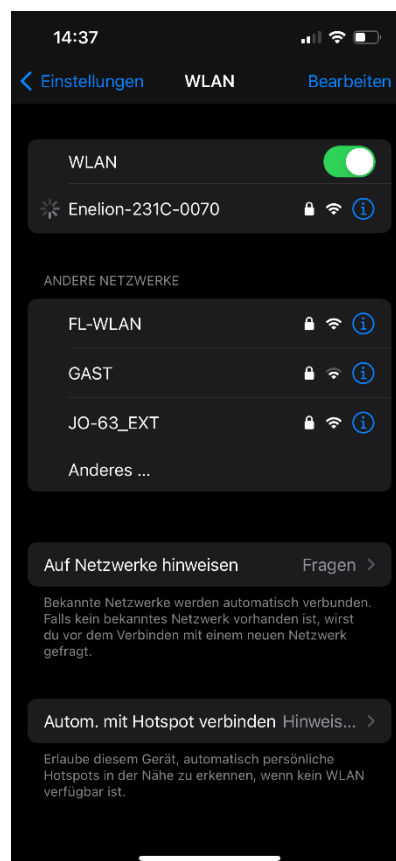 14:37
Einstellungen WLAN Bearbeiten
WLAN
Enelion-231C-0070
ANDERE NETZWERKE
FL-WLAN
GAST
JO-63_EXT
Anderes ...
Auf Netzwerke hinweisen Fragen
Bekannte Netzwerke werden automatisch verbunden.
Falls kein bekanntes Netzwerk vorhanden ist, wirst
du vor dem Verbinden mit einem neuen Netzwerk
gefragt.
Autom. mit Hotspot verbinden Hinweis...
Erlaube diesem Gerät, automatisch persönliche
Hotspots in der Nähe zu erkennen, wenn kein WLAN
verfügbar ist.